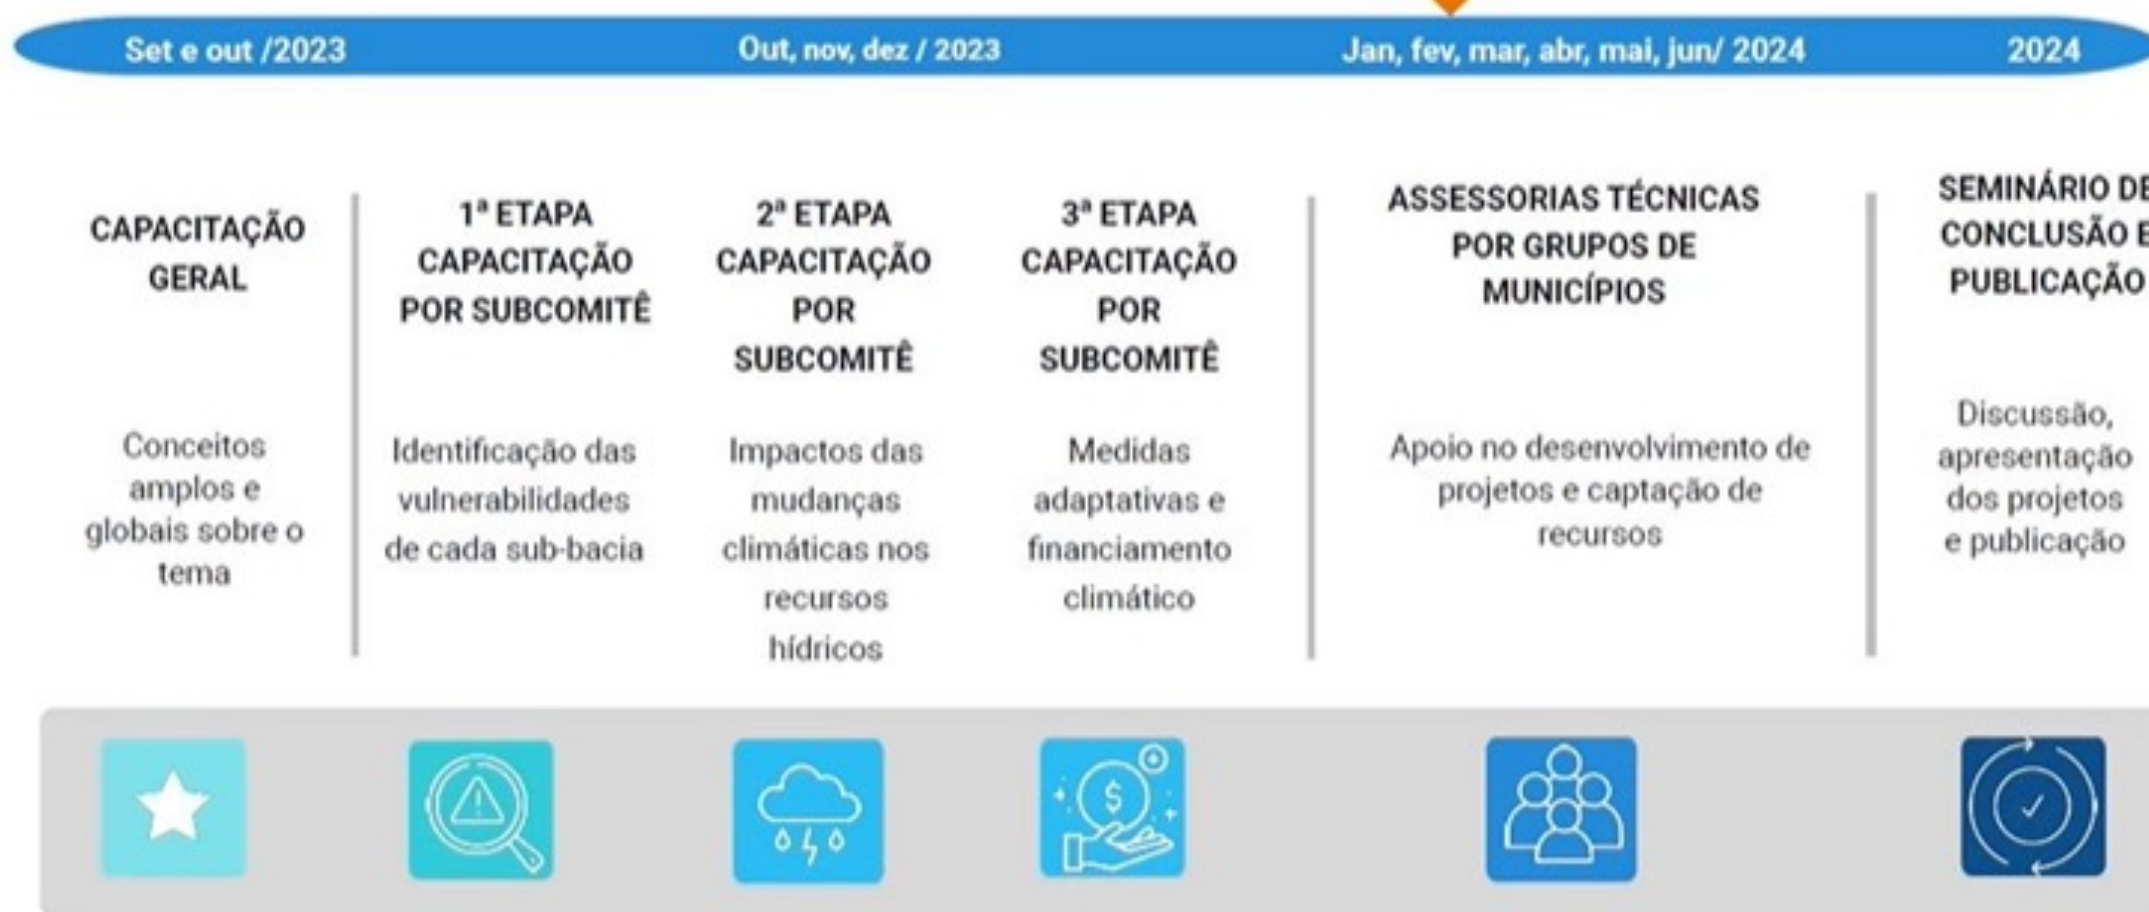 Set e out /2023
Out, nov, dez / 2023
Jan, fev, mar, abr, mai, jun/ 2024
2024
CAPACITAÇÃO
GERAL
Conceitos
amplos e
globais sobre o
tema
1ª ETAPA
CAPACITAÇÃO
POR SUBCOMITÊ
Identificação das
vulnerabilidades
de cada sub-bacia
2ª ETAPA
CAPACITAÇÃO
POR
SUBCOMITÊ
Impactos das
mudanças
climáticas nos
recursos
hídricos
3ª ETAPA
CAPACITAÇÃO
POR
SUBCOMITÊ
Medidas
adaptativas e
financiamento
climático
ASSESSORIAS TÉCNICAS
POR GRUPOS DE
MUNICÍPIOS
Apoio no desenvolvimento de
projetos e captação de
recursos
SEMINÁRIO DE
CONCLUSÃO E
PUBLICAÇÃO
Discussão,
apresentação
dos projetos
e publicação
$